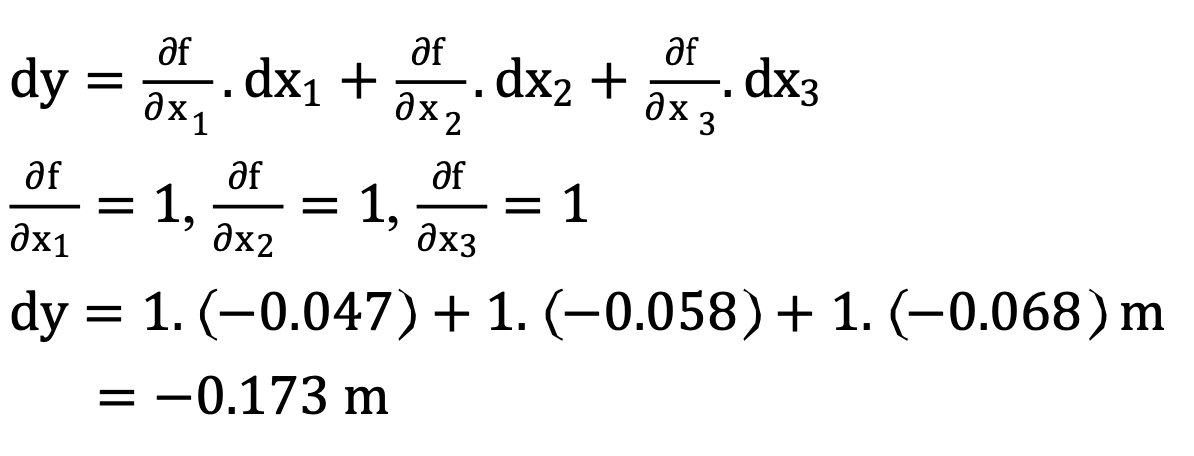 dy = ∂f/∂x₁ . dx₁ + ∂f/∂x₂ . dx₂ + ∂f/∂x₃ . dx₃
∂f/∂x₁ = 1, ∂f/∂x₂ = 1, ∂f/∂x₃ = 1
dy = 1. (−0.047) + 1. (−0.058) + 1. (−0.068) m
= −0.173 m